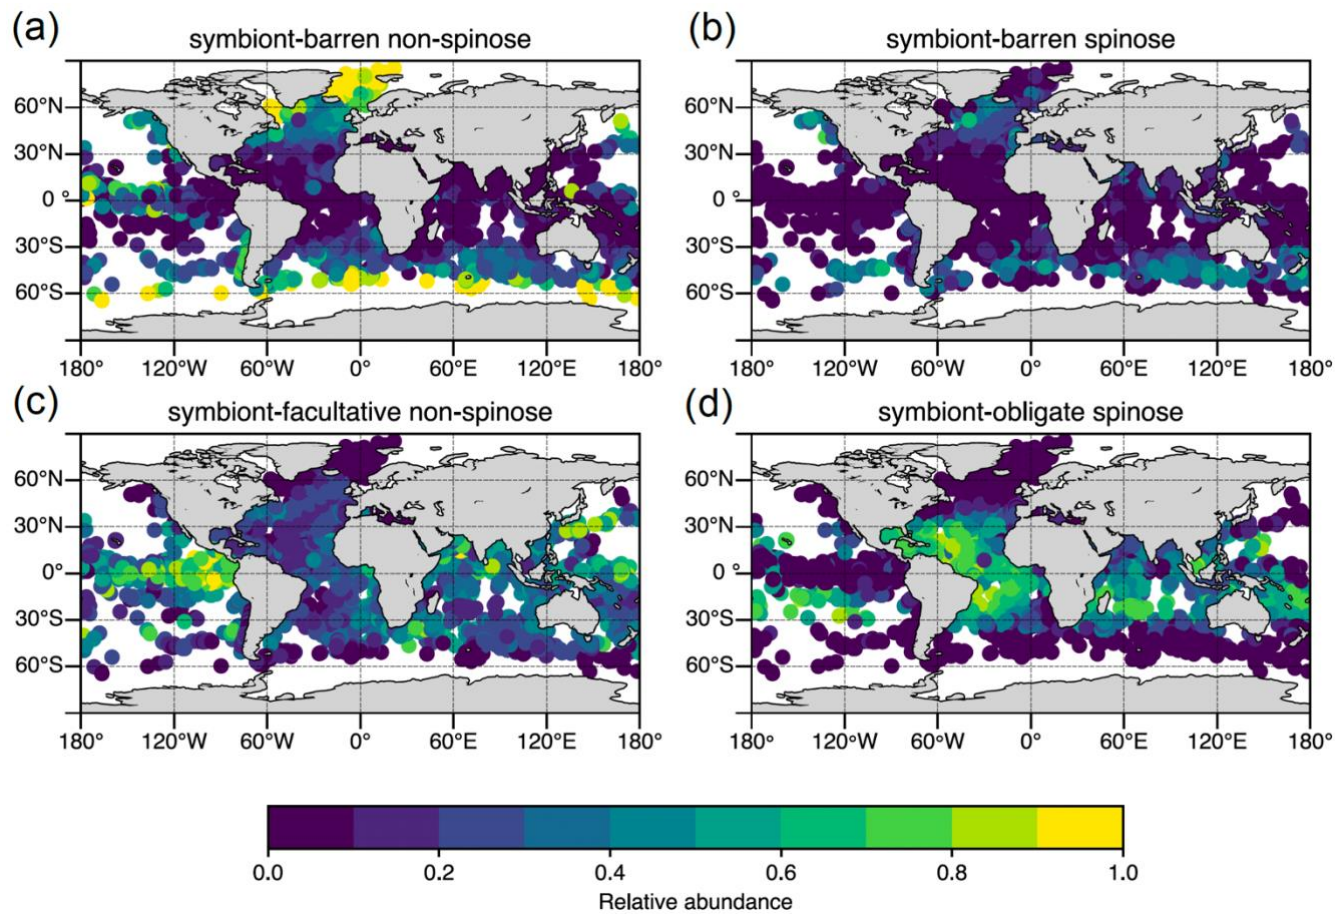 (a) symbiont-barren non-spinose
60°N
30°N
0°
30°S
60°S
180° 120°W 60°W 0° 60°E 120°E 180°
(b) symbiont-barren spinose
60°N
30°N
0°
30°S
60°S
180° 120°W 60°W 0° 60°E 120°E 180°
(c) symbiont-facultative non-spinose
60°N
30°N
0°
30°S
60°S
180° 120°W 60°W 0° 60°E 120°E 180°
(d) symbiont-obligate spinose
60°N
30°N
0°
30°S
60°S
180° 120°W 60°W 0° 60°E 120°E 180°
0.0 0.2 0.4 0.6 0.8 1.0
Relative abundance